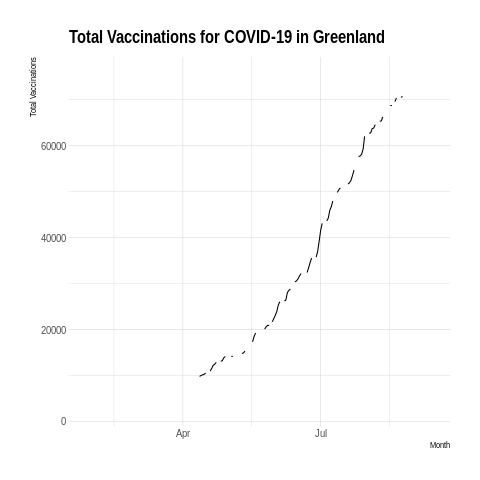 Total Vaccinations for COVID-19 in Greenland
Total Vaccinations
60000
40000
20000
0
Apr Jul
Month